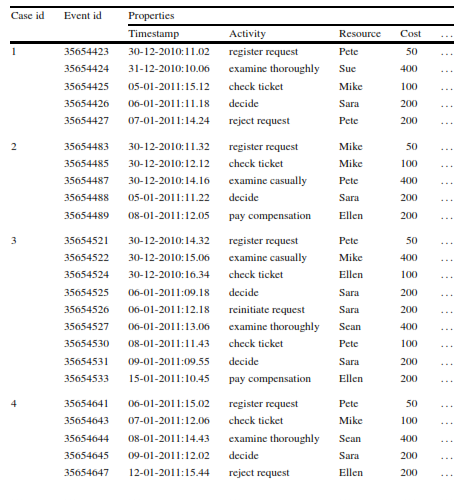 Case id Event id Properties
Timestamp Activity Resource Cost ...
1 35654423 30-12-2010:11.02 register request Pete 50 ...
35654424 31-12-2010:10.06 examine thoroughly Sue 400 ...
35654425 05-01-2011:15.12 check ticket Mike 100 ...
35654426 06-01-2011:11.18 decide Sara 200 ...
35654427 07-01-2011:14.24 reject request Pete 200 ...
2 35654483 30-12-2010:11.32 register request Mike 50 ...
35654485 30-12-2010:12.12 check ticket Mike 100 ...
35654487 30-12-2010:14.16 examine casually Pete 400 ...
35654488 05-01-2011:11.22 decide Sara 200 ...
35654489 08-01-2011:12.05 pay compensation Ellen 200 ...
3 35654521 30-12-2010:14.32 register request Pete 50 ...
35654522 30-12-2010:15.06 examine casually Mike 400 ...
35654524 30-12-2010:16.34 check ticket Ellen 100 ...
35654525 06-01-2011:09.18 decide Sara 200 ...
35654526 06-01-2011:12.18 reinitiate request Sara 200 ...
35654527 06-01-2011:13.06 examine thoroughly Sean 400 ...
35654530 08-01-2011:11.43 check ticket Pete 100 ...
35654531 09-01-2011:09.55 decide Sara 200 ...
35654533 15-01-2011:10.45 pay compensation Ellen 200 ...
4 35654641 06-01-2011:15.02 register request Pete 50 ...
35654643 07-01-2011:12.06 check ticket Mike 100 ...
35654644 08-01-2011:14.43 examine thoroughly Sean 400 ...
35654645 09-01-2011:12.02 decide Sara 200 ...
35654647 12-01-2011:15.44 reject request Ellen 200 ...